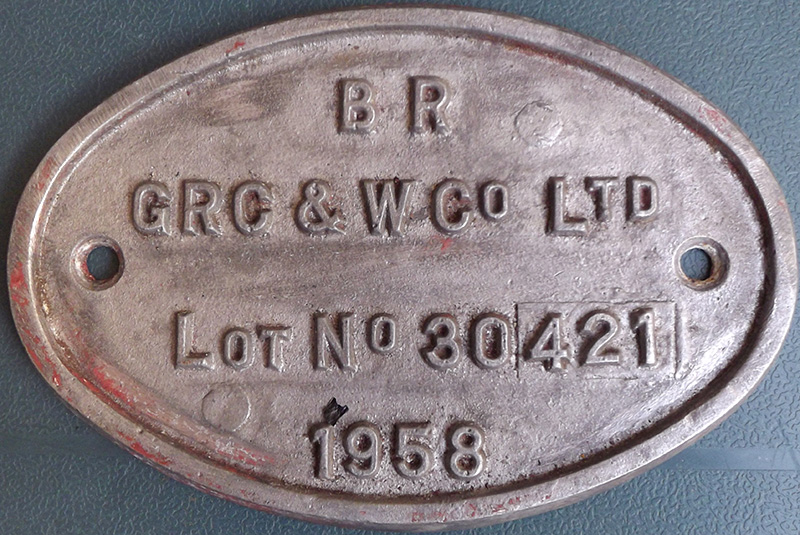 B R
GRC & W Co LTD
LOT No 30421
1958